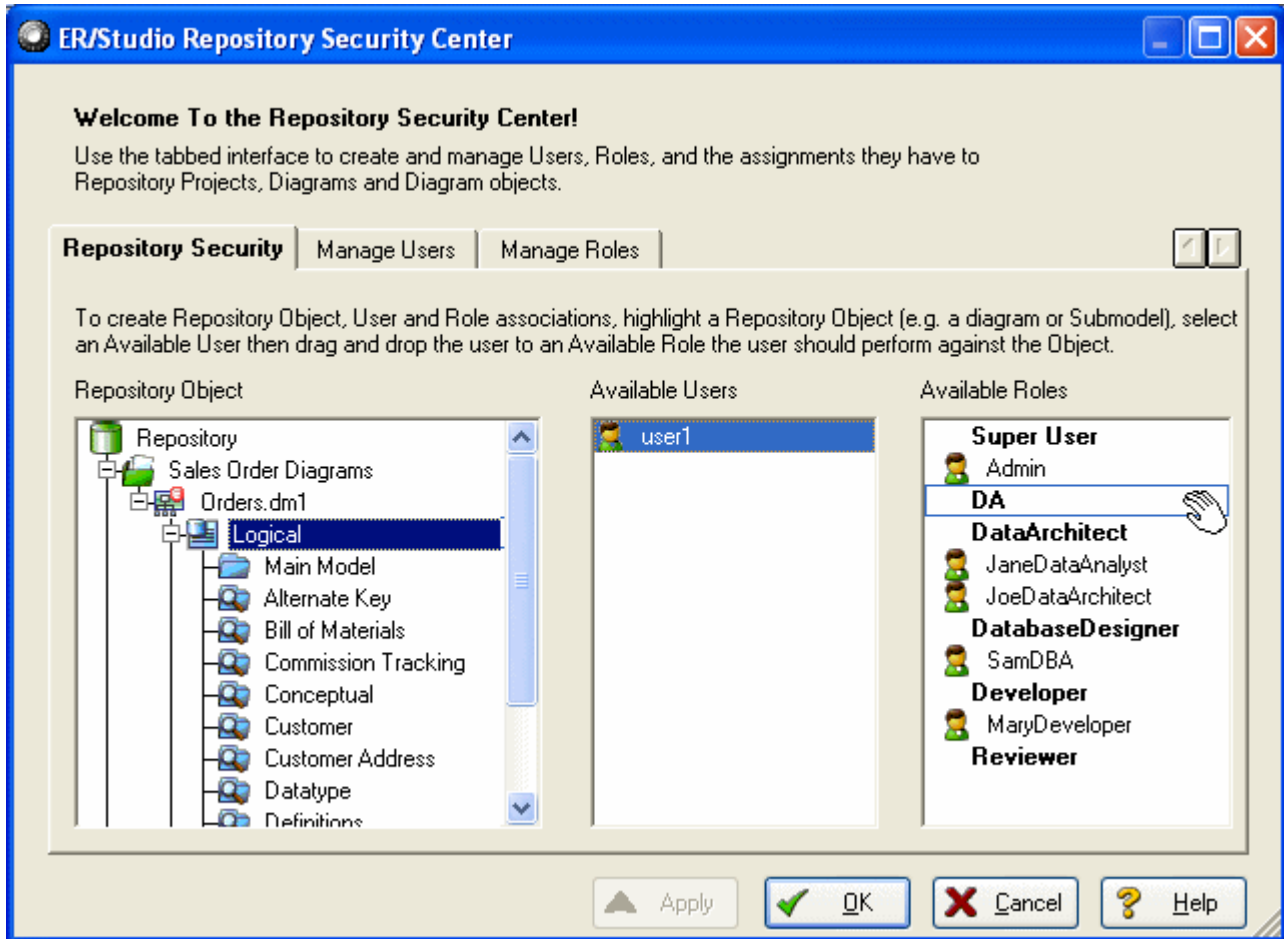 ER/Studio Repository Security Center
Welcome To the Repository Security Center!
Use the tabbed interface to create and manage Users, Roles, and the assignments they have to
Repository Projects, Diagrams and Diagram objects.
Repository Security
Manage Users
Manage Roles
To create Repository Object, User and Role associations, highlight a Repository Object (e.g. a diagram or Submodel), select
an Available User then drag and drop the user to an Available Role the user should perform against the Object.
Repository Object
Repository
Sales Order Diagrams
Orders.dm1
Logical
Main Model
Alternate Key
Bill of Materials
Commission Tracking
Conceptual
Customer
Customer Address
Datatype
Definitions
Available Users
user1
Available Roles
Super User
Admin
DA
DataArchitect
JaneDataAnalyst
JoeDataArchitect
DatabaseDesigner
SamDBA
Developer
MaryDeveloper
Reviewer
Apply
OK
Cancel
Help